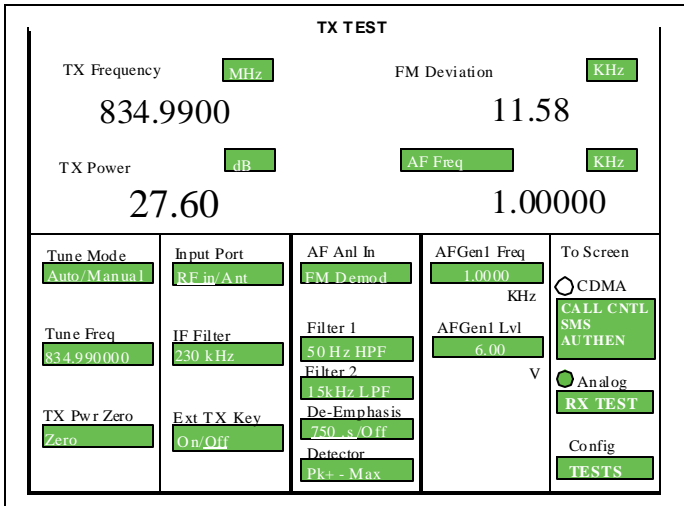 TX TEST
TX Frequency MHz
FM Deviation KHz
834.9900
11.58
TX Power dB
AF Freq KHz
27.60
1.00000
Tune Mode
Auto/Manual
Tune Freq
834.990000
TX Pwr Zero
Zero
Input Port
RF in/Ant
IF Filter
230 kHz
Ext TX Key
On/Off
AF Anl In
FM Demod
Filter 1
50 Hz HPF
Filter 2
15kHz LPF
De-Emphasis
750 .s/Off
Detector
Pk+ - Max
AFGen1 Freq
1.0000
KHz
AFGen1 Lvl
6.00
V
To Screen
CDMA
CALL CNTL
SMS
AUTHEN
Analog
RX TEST
Config
TESTS